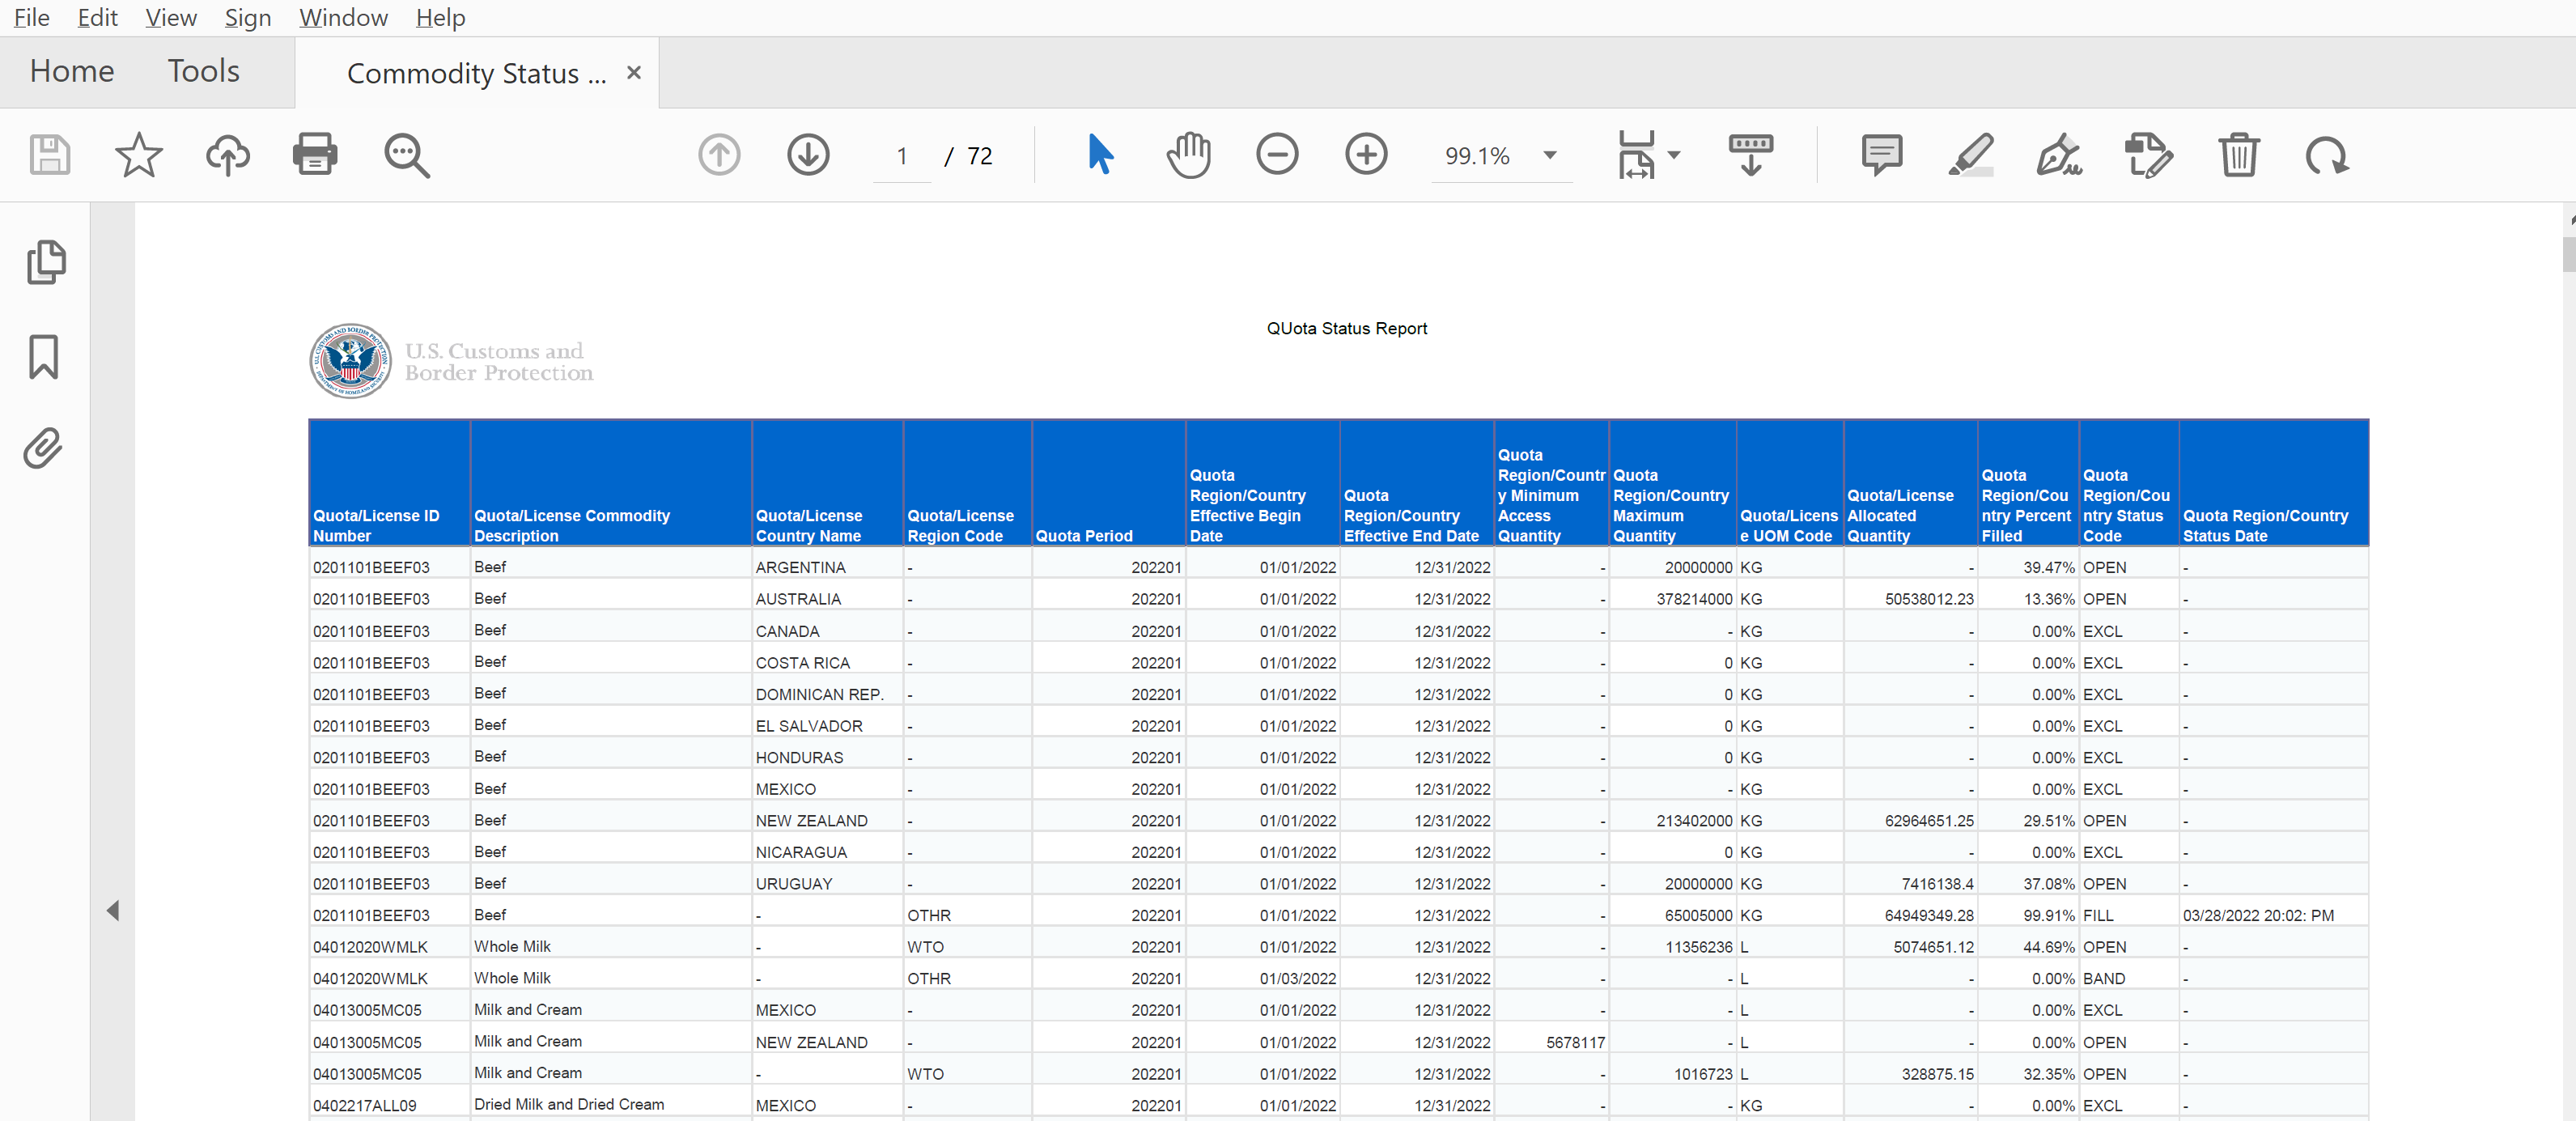 File Edit View Sign Window Help
Home Tools Commodity Status ... ×
1 / 72 99.1%
QUota Status Report
U.S. Customs and
Border Protection
Quota/License ID Number Quota/License Commodity Description Quota/License Country Name Quota/License Region Code Quota Period Quota Region/Country Effective Begin Date Quota Region/Country Effective End Date Quota Region/Country Minimum Access Quantity Quota Region/Country Maximum Quantity Quota/License UOM Code Quota/License Allocated Quantity Quota Region/Country Percent Filled Quota Region/Country Status Code Quota Region/Country Status Date
0201101BEEF03 Beef ARGENTINA - 202201 01/01/2022 12/31/2022 - 20000000 KG - 39.47% OPEN -
0201101BEEF03 Beef AUSTRALIA - 202201 01/01/2022 12/31/2022 - 378214000 KG 50538012.23 13.36% OPEN -
0201101BEEF03 Beef CANADA - 202201 01/01/2022 12/31/2022 - - KG - 0.00% EXCL -
0201101BEEF03 Beef COSTA RICA - 202201 01/01/2022 12/31/2022 - 0 KG - 0.00% EXCL -
0201101BEEF03 Beef DOMINICAN REP. - 202201 01/01/2022 12/31/2022 - 0 KG - 0.00% EXCL -
0201101BEEF03 Beef EL SALVADOR - 202201 01/01/2022 12/31/2022 - 0 KG - 0.00% EXCL -
0201101BEEF03 Beef HONDURAS - 202201 01/01/2022 12/31/2022 - 0 KG - 0.00% EXCL -
0201101BEEF03 Beef MEXICO - 202201 01/01/2022 12/31/2022 - - KG - 0.00% EXCL -
0201101BEEF03 Beef NEW ZEALAND - 202201 01/01/2022 12/31/2022 - 213402000 KG 62964651.25 29.51% OPEN -
0201101BEEF03 Beef NICARAGUA - 202201 01/01/2022 12/31/2022 - 0 KG - 0.00% EXCL -
0201101BEEF03 Beef URUGUAY - 202201 01/01/2022 12/31/2022 - 20000000 KG 7416138.4 37.08% OPEN -
0201101BEEF03 Beef - OTHR 202201 01/01/2022 12/31/2022 - 65005000 KG 64949349.28 99.91% FILL 03/28/2022 20:02: PM
04012020WMLK Whole Milk - WTO 202201 01/01/2022 12/31/2022 - 11356236 L 5074651.12 44.69% OPEN -
04012020WMLK Whole Milk - OTHR 202201 01/03/2022 12/31/2022 - - L - 0.00% BAND -
04013005MC05 Milk and Cream MEXICO - 202201 01/01/2022 12/31/2022 - - L - 0.00% EXCL -
04013005MC05 Milk and Cream NEW ZEALAND - 202201 01/01/2022 12/31/2022 5678117 - L - 0.00% OPEN -
04013005MC05 Milk and Cream - WTO 202201 01/01/2022 12/31/2022 - 1016723 L 328875.15 32.35% OPEN -
0402217ALL09 Dried Milk and Dried Cream MEXICO - 202201 01/01/2022 12/31/2022 - - KG - 0.00% EXCL -